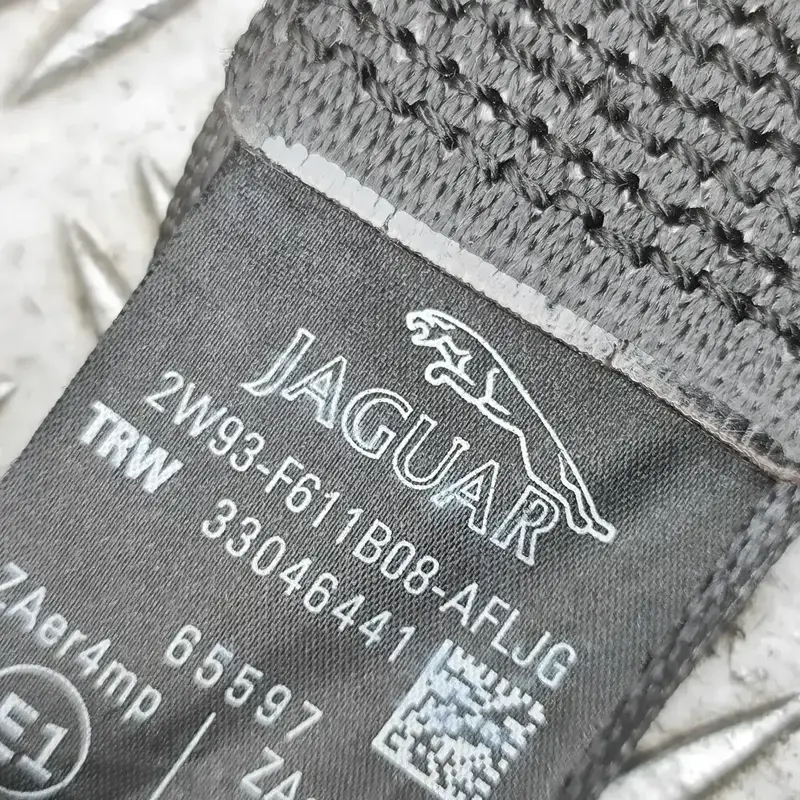 JAGUAR
2W93-F611B08-AFLJG
TRW 33046441
65597
ZAer4mp
E1